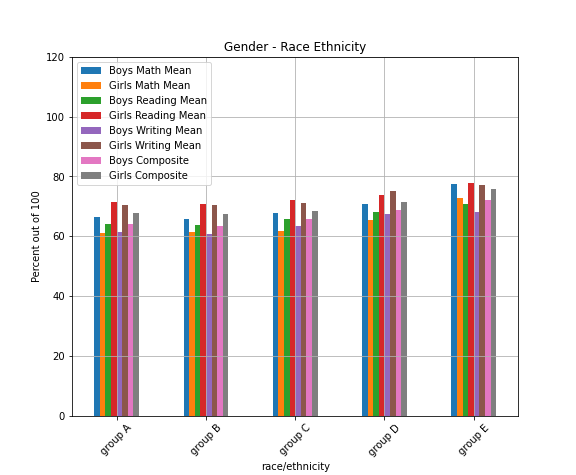 Gender - Race Ethnicity
120
100
80
60
40
20
0
Percent out of 100
Boys Math Mean
Girls Math Mean
Boys Reading Mean
Girls Reading Mean
Boys Writing Mean
Girls Writing Mean
Boys Composite
Girls Composite
group A
group B
group C
group D
group E
race/ethnicity